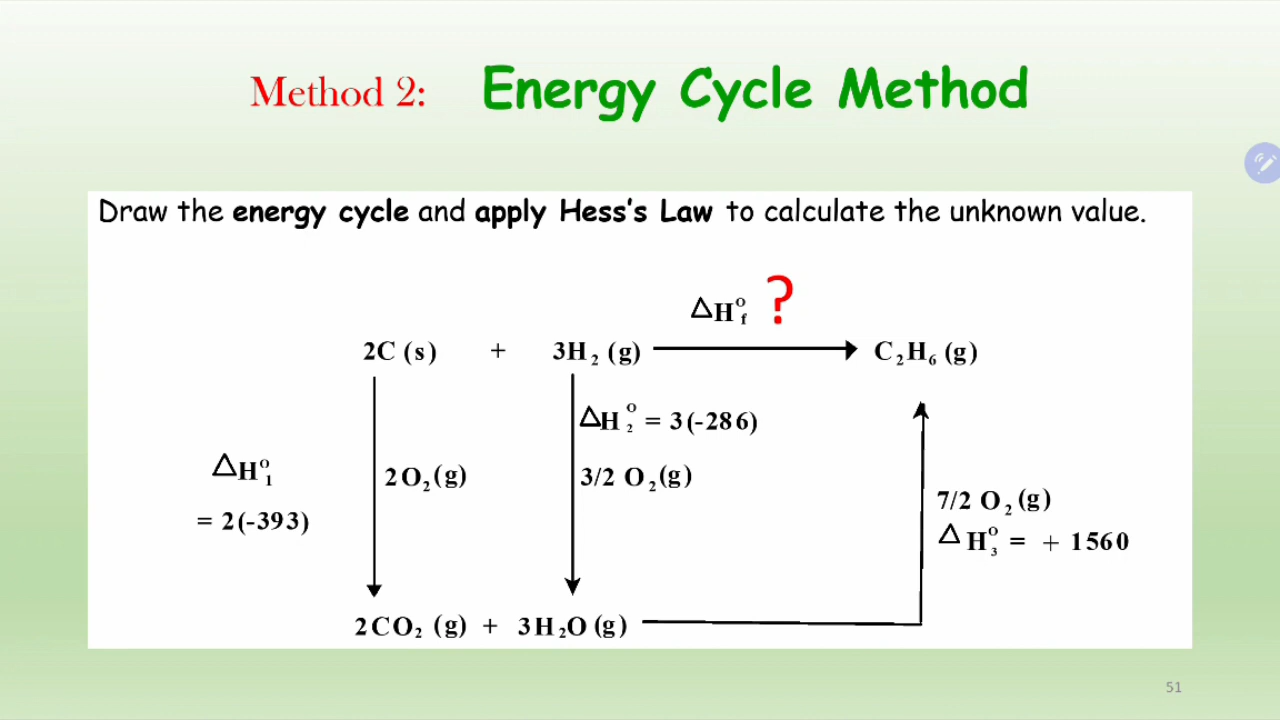 Method 2: Energy Cycle Method
Draw the energy cycle and apply Hess's Law to calculate the unknown value.
△H°f ?
2C (s) + 3H₂ (g) C₂H₆ (g)
△H°₂ = 3(-286)
△H°₁ 2O₂(g) 3/2 O₂(g)
= 2(-393)
7/2 O₂ (g)
△H°₃ = + 1560
2CO₂ (g) + 3H₂O (g)
51